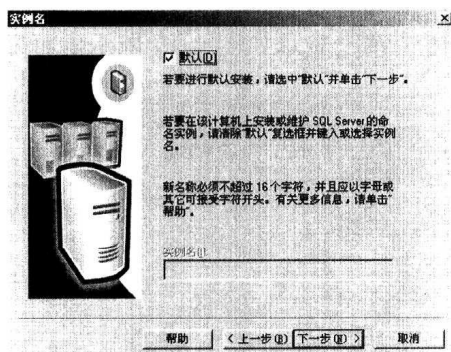 实例名
默认(D)
若要进行默认安装，请选中"默认"并单击"下一步"。
若要在该计算机上安装或维护 SQL Server 的命
名实例，请清除"默认"复选框并键入或选择实例
名。
新名称必须不超过 16 个字符，并且应以字母或
其它可接受字符开头。有关更多信息，请单击"
帮助"。
实例名(I)
帮助
< 上一步(B)
下一步(N) >
取消